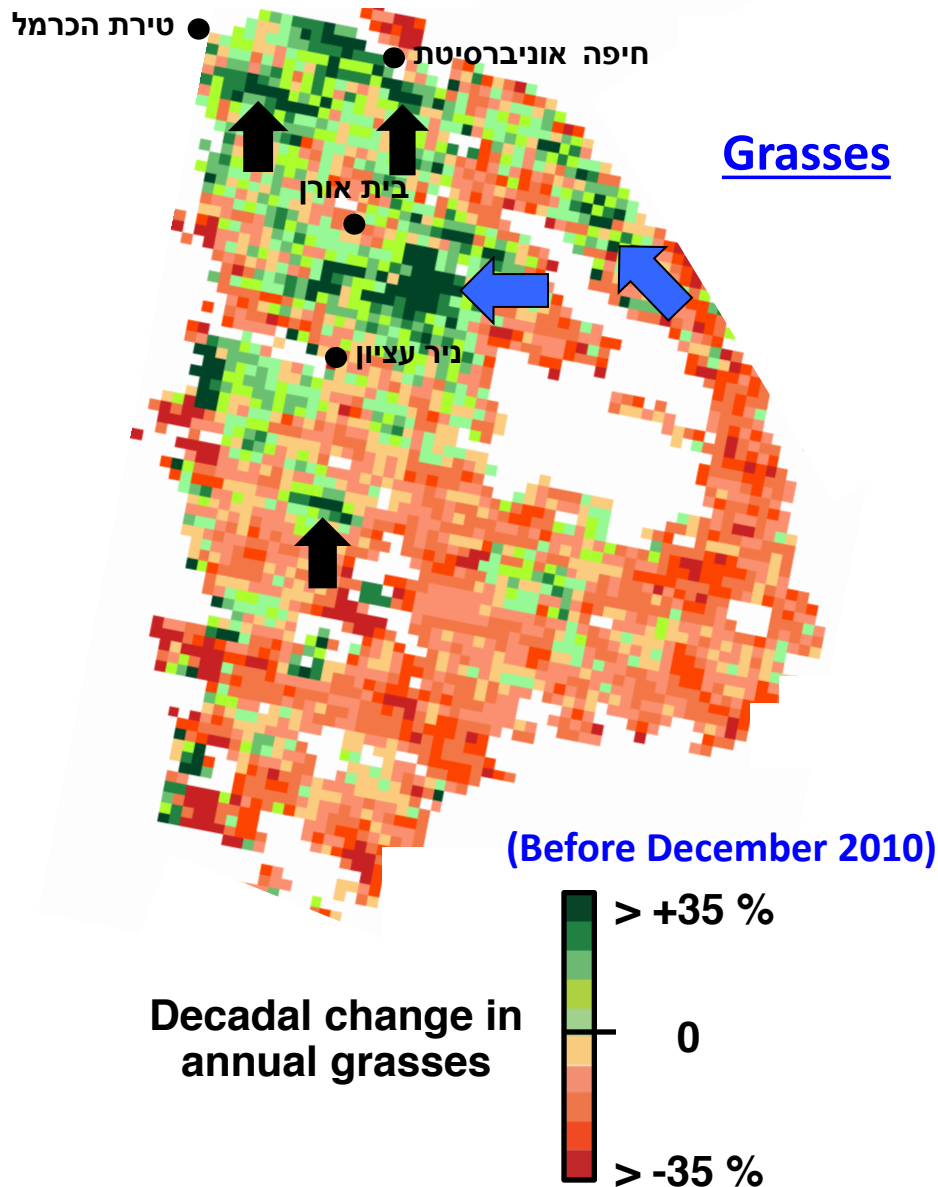 טירת הכרמל
חיפה אוניברסיטת
Grasses
בית אורן
ניר עציון
(Before December 2010)
> +35 %
Decadal change in
annual grasses
0
> -35 %